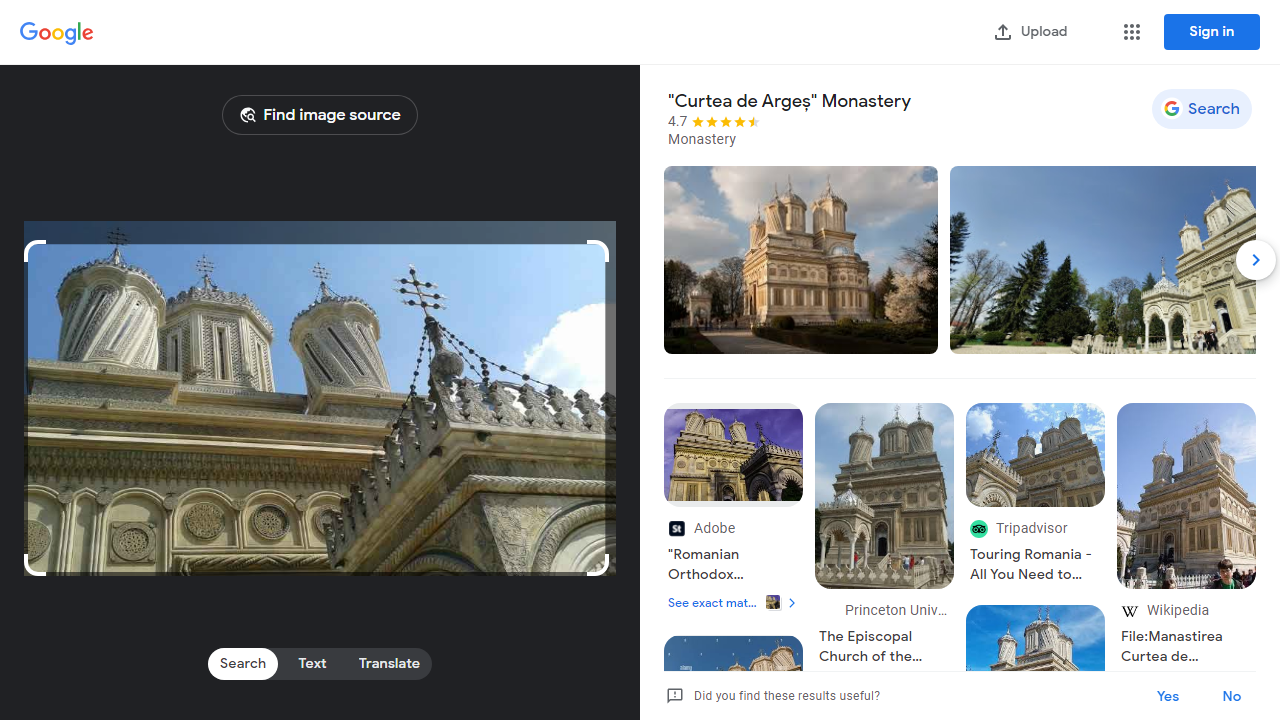 Google
Upload
Sign in
Find image source
"Curtea de Argeș" Monastery
4.7
Monastery
Search
Adobe
"Romanian
Orthodox...
See exact mat...
Princeton Univ...
The Episcopal
Church of the...
Tripadvisor
Touring Romania -
All You Need to...
Wikipedia
File:Manastirea
Curtea de...
Search
Text
Translate
Did you find these results useful?
Yes
No